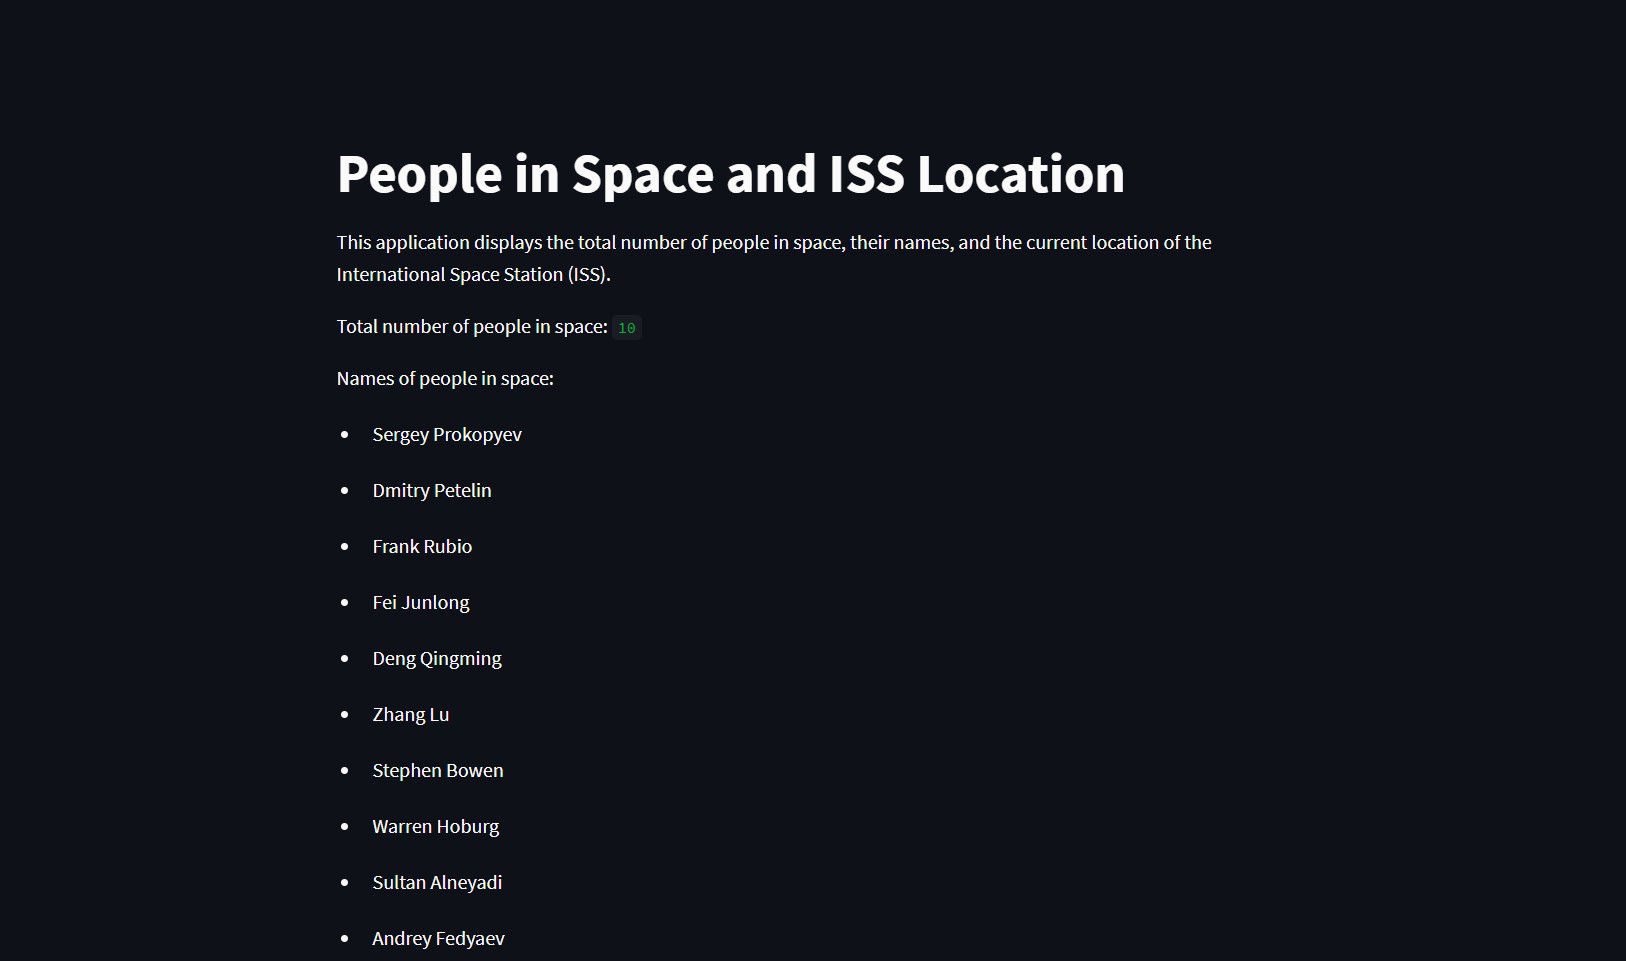 People in Space and ISS Location
This application displays the total number of people in space, their names, and the current location of the
International Space Station (ISS).
Total number of people in space: 10
Names of people in space:
• Sergey Prokopyev
• Dmitry Petelin
• Frank Rubio
• Fei Junlong
• Deng Qingming
• Zhang Lu
• Stephen Bowen
• Warren Hoburg
• Sultan Alneyadi
• Andrey Fedyaev